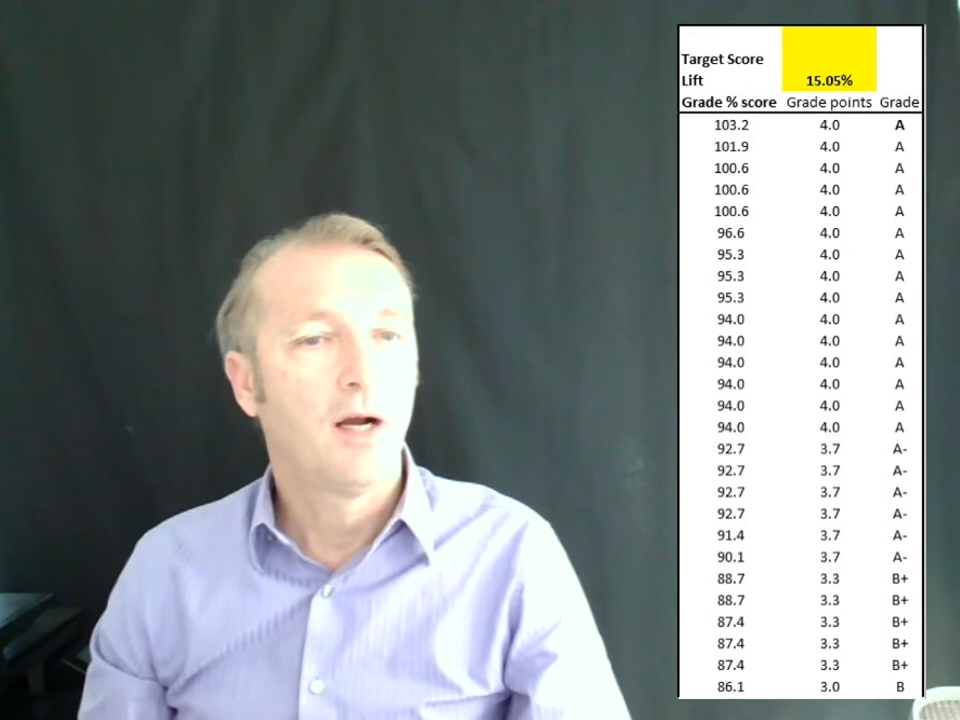 Target Score
Lift 15.05%
Grade % score Grade points Grade
103.2 4.0 A
101.9 4.0 A
100.6 4.0 A
100.6 4.0 A
100.6 4.0 A
96.6 4.0 A
95.3 4.0 A
95.3 4.0 A
95.3 4.0 A
94.0 4.0 A
94.0 4.0 A
94.0 4.0 A
94.0 4.0 A
94.0 4.0 A
94.0 4.0 A
92.7 3.7 A-
92.7 3.7 A-
92.7 3.7 A-
92.7 3.7 A-
91.4 3.7 A-
90.1 3.7 A-
88.7 3.3 B+
88.7 3.3 B+
87.4 3.3 B+
87.4 3.3 B+
87.4 3.3 B+
86.1 3.0 B